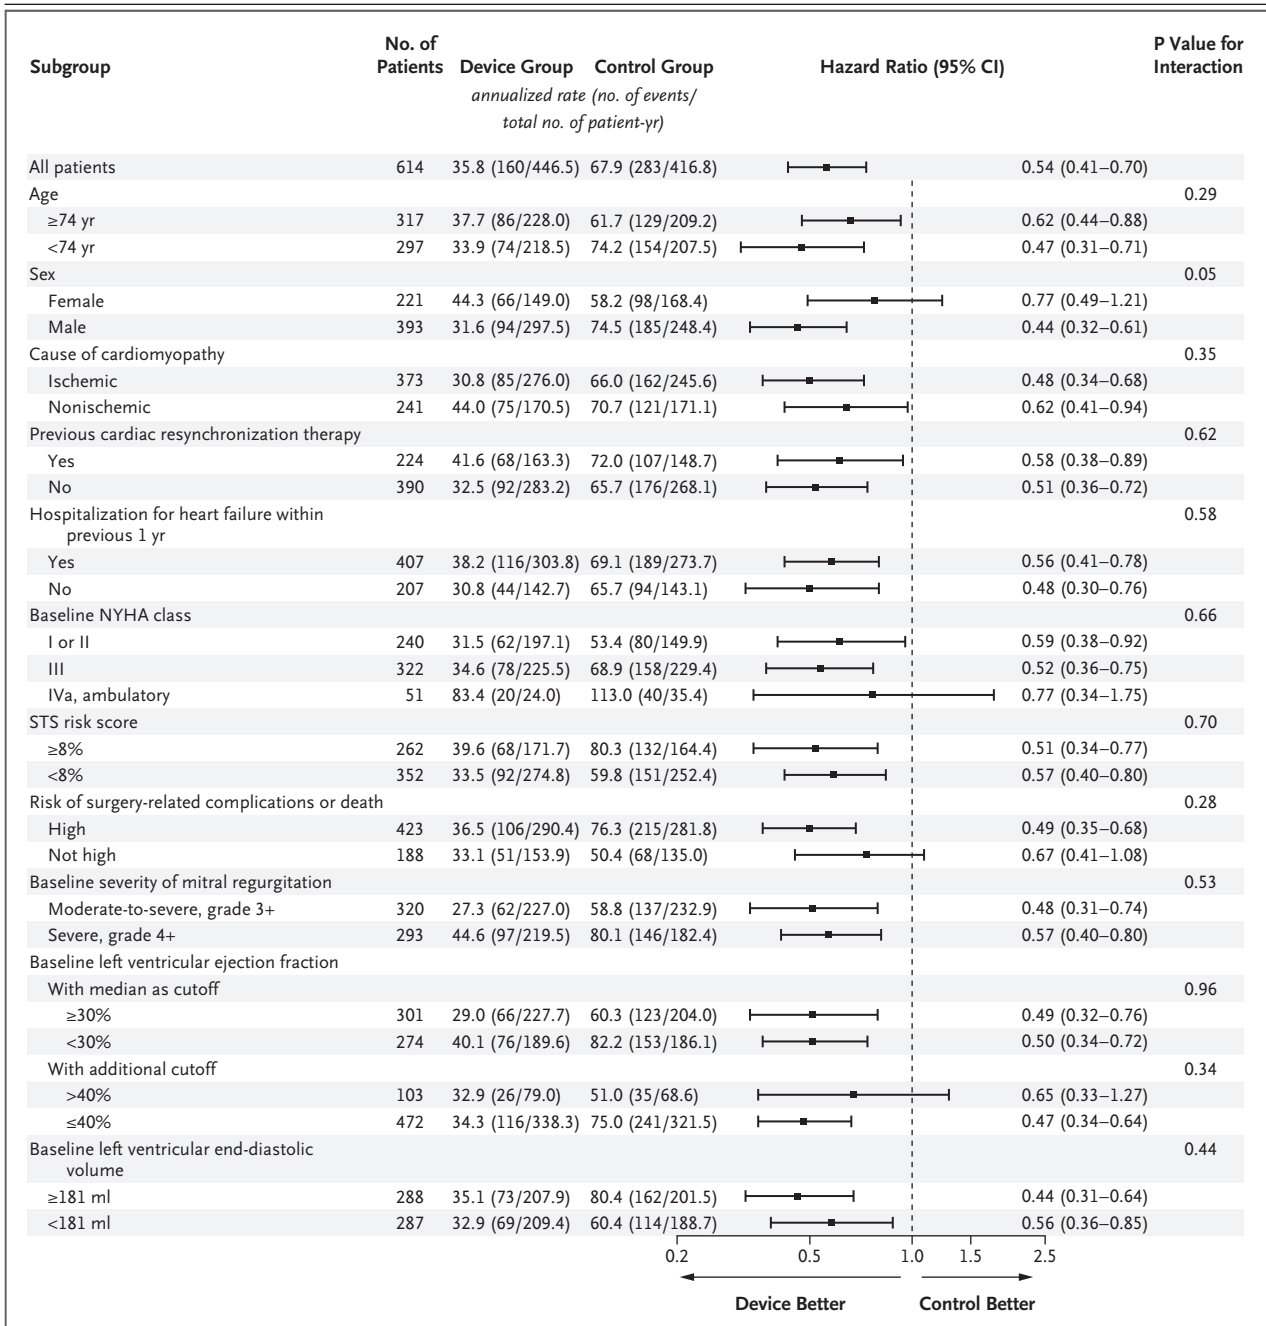 Subgroup No. of Patients Device Group Control Group Hazard Ratio (95% CI) P Value for Interaction
annualized rate (no. of events/
total no. of patient-yr)
All patients 614 35.8 (160/446.5) 67.9 (283/416.8) 0.54 (0.41–0.70)
Age 0.29
≥74 yr 317 37.7 (86/228.0) 61.7 (129/209.2) 0.62 (0.44–0.88)
<74 yr 297 33.9 (74/218.5) 74.2 (154/207.5) 0.47 (0.31–0.71)
Sex 0.05
Female 221 44.3 (66/149.0) 58.2 (98/168.4) 0.77 (0.49–1.21)
Male 393 31.6 (94/297.5) 74.5 (185/248.4) 0.44 (0.32–0.61)
Cause of cardiomyopathy 0.35
Ischemic 373 30.8 (85/276.0) 66.0 (162/245.6) 0.48 (0.34–0.68)
Nonischemic 241 44.0 (75/170.5) 70.7 (121/171.1) 0.62 (0.41–0.94)
Previous cardiac resynchronization therapy 0.62
Yes 224 41.6 (68/163.3) 72.0 (107/148.7) 0.58 (0.38–0.89)
No 390 32.5 (92/283.2) 65.7 (176/268.1) 0.51 (0.36–0.72)
Hospitalization for heart failure within 0.58
previous 1 yr
Yes 407 38.2 (116/303.8) 69.1 (189/273.7) 0.56 (0.41–0.78)
No 207 30.8 (44/142.7) 65.7 (94/143.1) 0.48 (0.30–0.76)
Baseline NYHA class 0.66
I or II 240 31.5 (62/197.1) 53.4 (80/149.9) 0.59 (0.38–0.92)
III 322 34.6 (78/225.5) 68.9 (158/229.4) 0.52 (0.36–0.75)
IVa, ambulatory 51 83.4 (20/24.0) 113.0 (40/35.4) 0.77 (0.34–1.75)
STS risk score 0.70
≥8% 262 39.6 (68/171.7) 80.3 (132/164.4) 0.51 (0.34–0.77)
<8% 352 33.5 (92/274.8) 59.8 (151/252.4) 0.57 (0.40–0.80)
Risk of surgery-related complications or death 0.28
High 423 36.5 (106/290.4) 76.3 (215/281.8) 0.49 (0.35–0.68)
Not high 188 33.1 (51/153.9) 50.4 (68/135.0) 0.67 (0.41–1.08)
Baseline severity of mitral regurgitation 0.53
Moderate-to-severe, grade 3+ 320 27.3 (62/227.0) 58.8 (137/232.9) 0.48 (0.31–0.74)
Severe, grade 4+ 293 44.6 (97/219.5) 80.1 (146/182.4) 0.57 (0.40–0.80)
Baseline left ventricular ejection fraction
With median as cutoff 0.96
≥30% 301 29.0 (66/227.7) 60.3 (123/204.0) 0.49 (0.32–0.76)
<30% 274 40.1 (76/189.6) 82.2 (153/186.1) 0.50 (0.34–0.72)
With additional cutoff 0.34
>40% 103 32.9 (26/79.0) 51.0 (35/68.6) 0.65 (0.33–1.27)
≤40% 472 34.3 (116/338.3) 75.0 (241/321.5) 0.47 (0.34–0.64)
Baseline left ventricular end-diastolic 0.44
volume
≥181 ml 288 35.1 (73/207.9) 80.4 (162/201.5) 0.44 (0.31–0.64)
<181 ml 287 32.9 (69/209.4) 60.4 (114/188.7) 0.56 (0.36–0.85)
0.2 0.5 1.0 1.5 2.5
Device Better Control Better